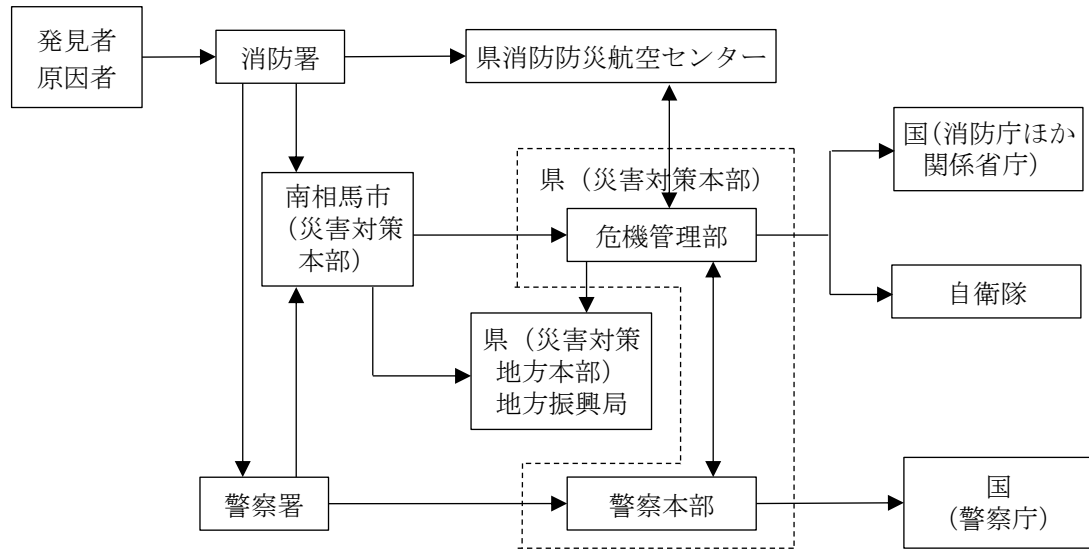 発見者
原因者
消防署
県消防防災航空センター
国（消防庁ほか
関係省庁）
県（災害対策本部）
南相馬市
（災害対策
本部）
危機管理部
自衛隊
県（災害対策
地方本部）
地方振興局
警察署
警察本部
国
（警察庁）